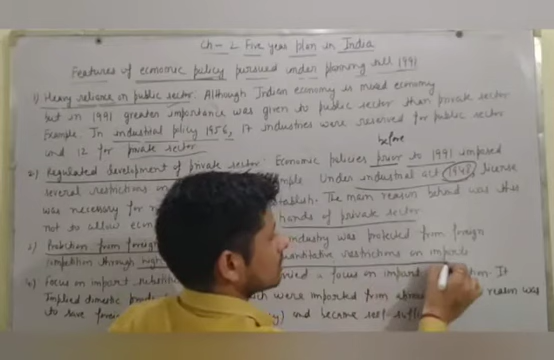 Ch-2 Five year plan in India
Features of economic policy pursued under planning till 1991
1) Heavy reliance on public sector: Although Indian economy is mixed economy
but in 1991 greater importance was given to public sector than private sector
Example. In industrial policy 1956, 17 industries were reserved for public sector
and 12 for private sector
before
2) Regulated development of private sector: Economic policies prior to 1991 imposed
several restrictions on Under industrial act 1948, license
was necessary for establish. The main reason behind was this
not to allow hands of private sector
3) Protection from foreign industry was protected from foreign
competition through high quantitative restrictions on imports
4) Focus on import a focus on import It
implied domestic which were imported from reason was
to save and became self